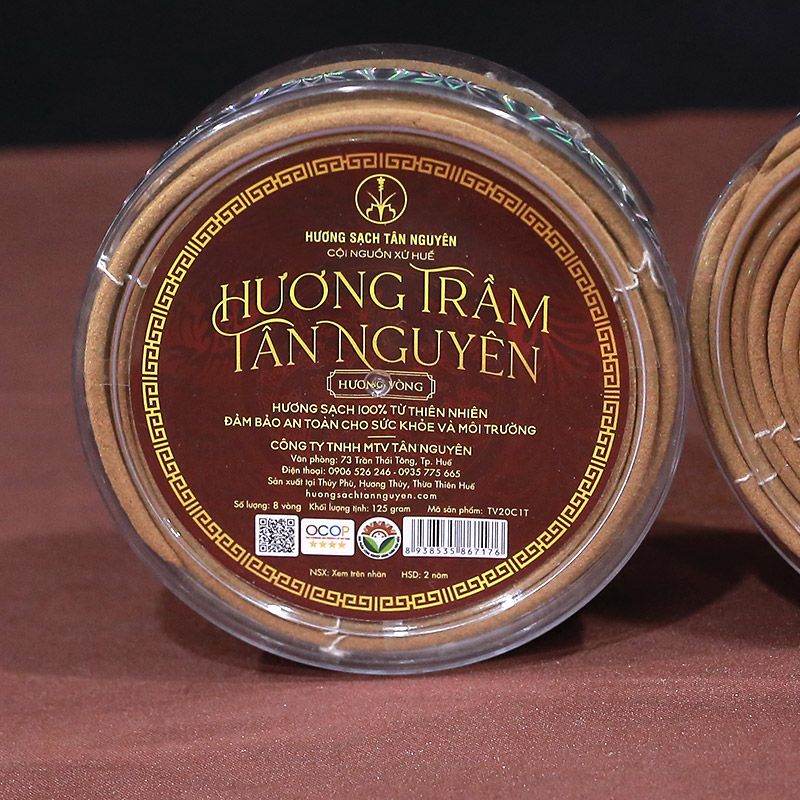 HƯƠNG SẠCH TÂN NGUYÊN
CỘI NGUỒN XỨ HUẾ
HƯƠNG TRẦM
TÂN NGUYÊN
HƯƠNG VÒNG
HƯƠNG SẠCH 100% TỪ THIÊN NHIÊN
ĐẢM BẢO AN TOÀN CHO SỨC KHỎE VÀ MÔI TRƯỜNG
CÔNG TY TNHH MTV TÂN NGUYÊN
Văn phòng: 73 Trần Thái Tông, Tp. Huế
Điện thoại: 0906 526 246 - 0935 775 665
Sản xuất tại Thủy Phù, Hương Thủy, Thừa Thiên Huế
huongsachtannguyen.com
Số lượng: 8 vòng Khối lượng tịnh: 125 gram Mã sản phẩm: TV20C1T
OCOP
8 938535 867176
NSX: Xem trên nhãn HSD: 2 năm